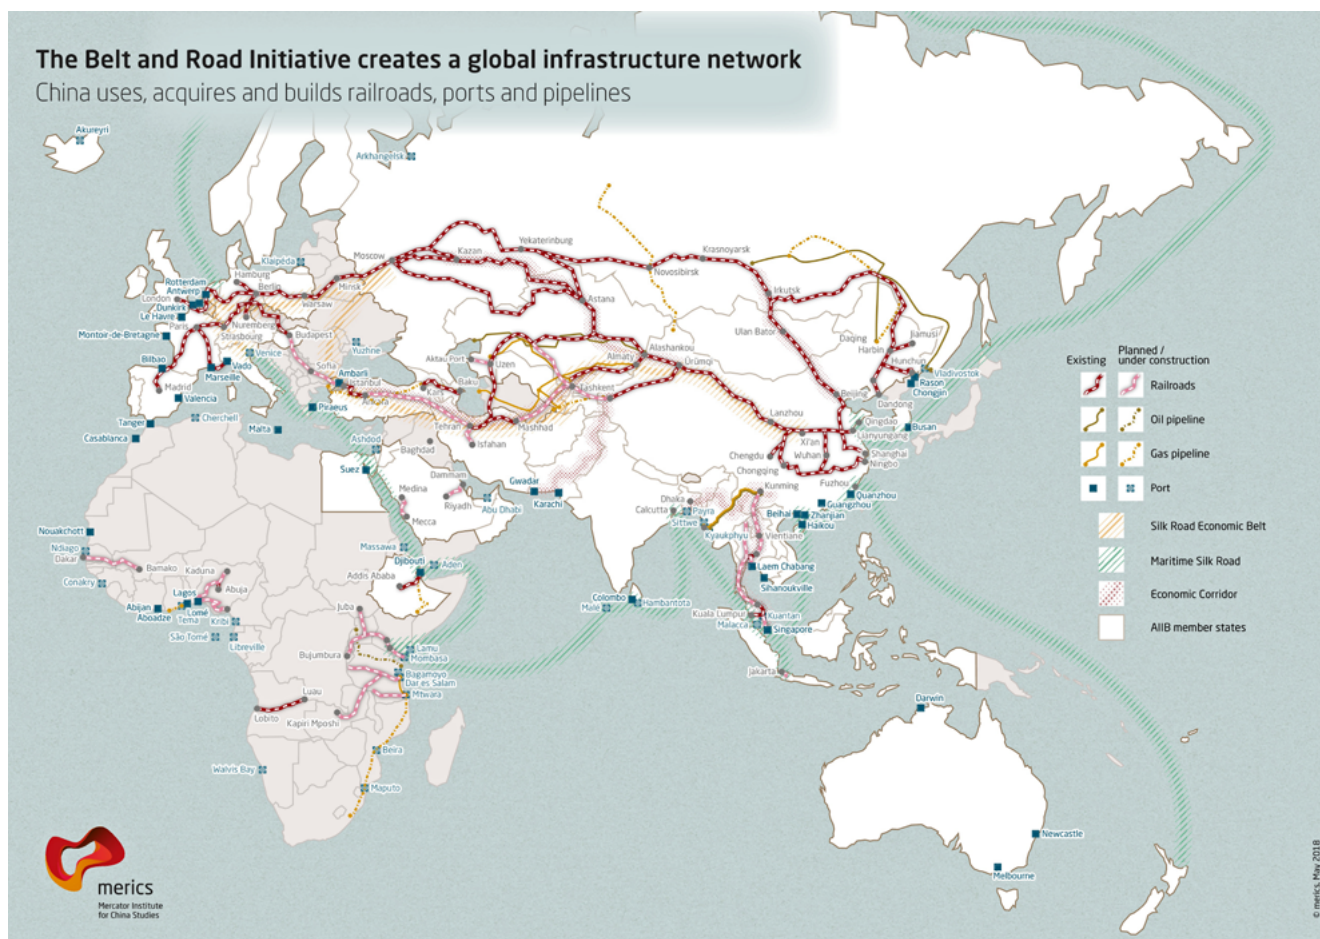 The Belt and Road Initiative creates a global infrastructure network
China uses, acquires and builds railroads, ports and pipelines
Akureyri
Arkhangelsk
Yekaterinburg
Krasnoyarsk
Moscow
Kazan
Klaipėda
Novosibirsk
Rotterdam
Hamburg
Antwerp
Berlin
Minsk
Irkutsk
London
Warsaw
Astana
Dunkirk
Le Havre
Paris
Nuremberg
Ulan Bator
Montoir-de-Bretagne
Strasbourg
Budapest
Daqing
Jiamusi
Yuzhne
Alashankou
Harbin
Venice
Almaty
Ürümqi
Hunchun
Bilbao
Aktau Port
Uzen
Vado
Sofia
Vladivostok
Marseille
Ambarli
Baku
Rason
Madrid
Istanbul
Tashkent
Chongjin
Valencia
Kars
Beijing
Dandong
Piraeus
Lanzhou
Cherchell
Tanger
Qingdao
Malta
Tehran
Mashhad
Busan
Casablanca
Lianyungang
Ashdod
Isfahan
Xi'an
Baghdad
Wuhan
Shanghai
Chengdu
Ningbo
Suez
Chongqing
Dammam
Gwadar
Fuzhou
Medina
Kunming
Riyadh
Abu Dhabi
Karachi
Dhaka
Quanzhou
Calcutta
Payra
Guangzhou
Mecca
Sittwe
Beihai
Zhanjian
Haikou
Nouakchott
Kyaukphyu
Vientiane
Ndiago
Massawa
Dakar
Djibouti
Aden
Laem Chabang
Bamako
Kaduna
Addis Ababa
Sihanoukville
Conakry
Abuja
Lagos
Colombo
Hambantota
Abijan
Lomé
Juba
Malé
Kuala Lumpur
Kuantan
Aboadze
Tema
Kribi
Malacca
Singapore
São Tomé
Libreville
Lamu
Bujumbura
Mombasa
Jakarta
Bagamoyo
Dar es Salam
Luau
Mtwara
Darwin
Lobito
Kapiri Mposhi
Beira
Walvis Bay
Maputo
Newcastle
Melbourne
Existing
Planned /
under construction
Railroads
Oil pipeline
Gas pipeline
Port
Silk Road Economic Belt
Maritime Silk Road
Economic Corridor
AIIB member states
merics
Mercator Institute
for China Studies
© merics, May 2018